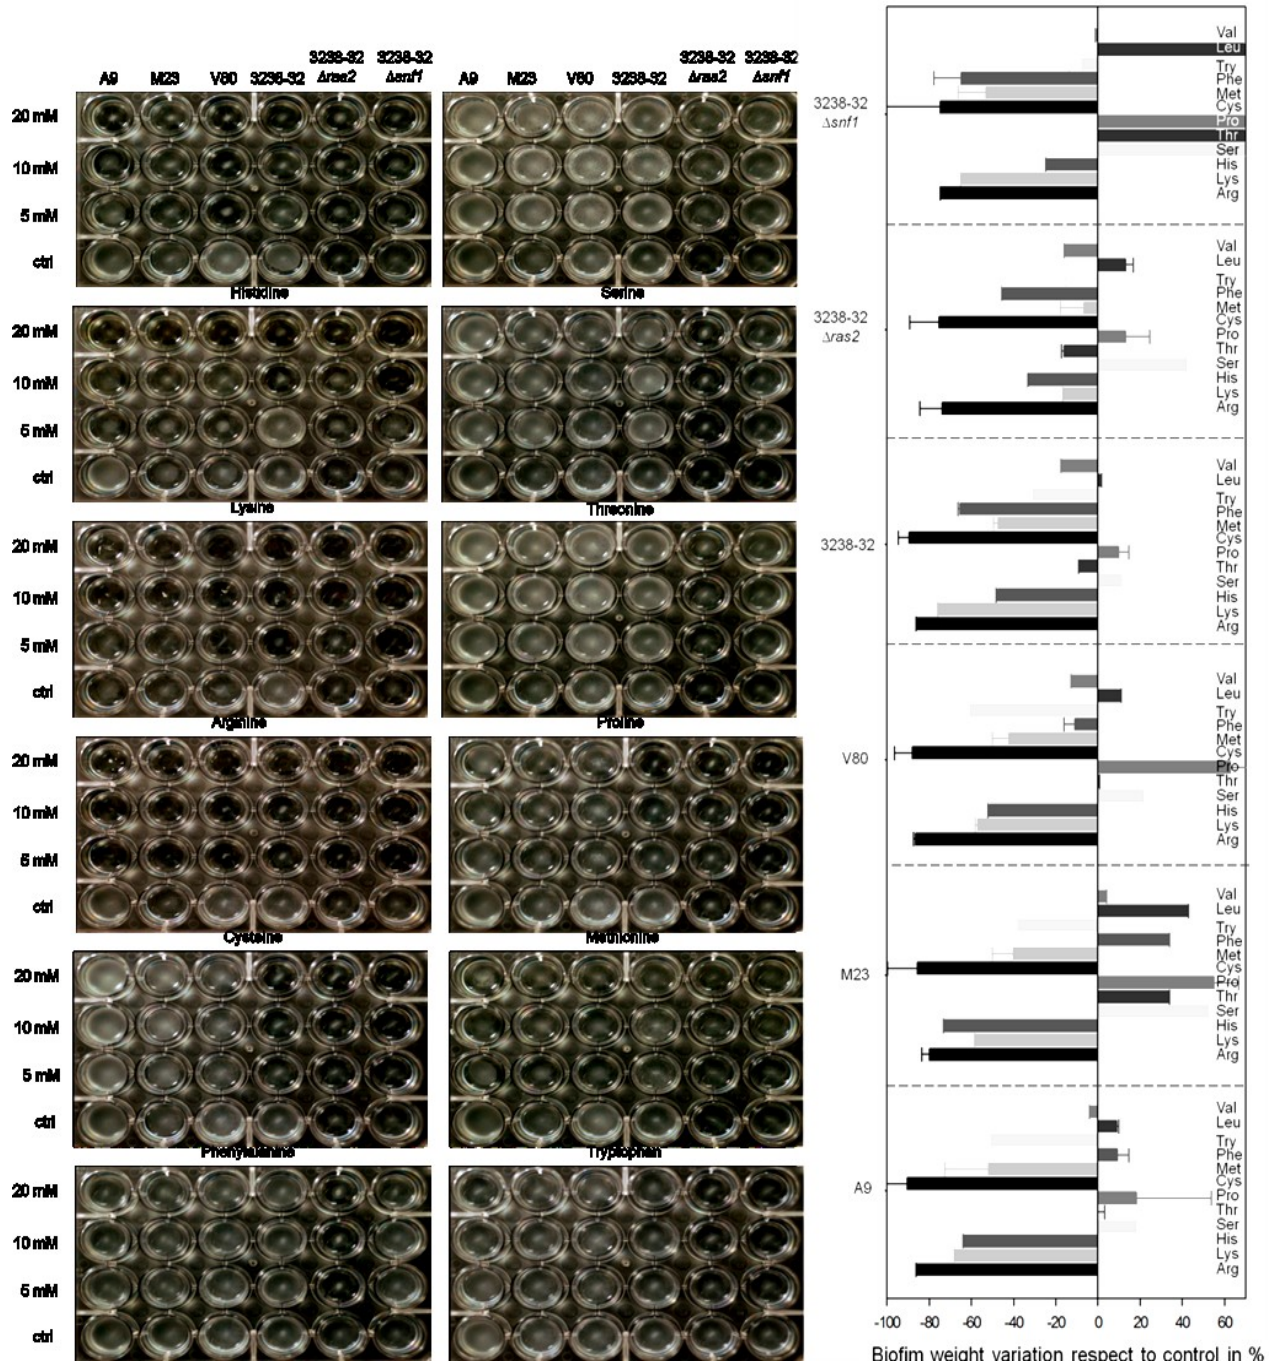 A9 M23 V80 3238-32 3238-32 Δras2 3238-32 Δsnf1
A9 M23 V80 3238-32 3238-32 Δras2 3238-32 Δsnf1
20 mM
10 mM
5 mM
ctrl
Histidine Serine
20 mM
10 mM
5 mM
ctrl
Lysine Threonine
20 mM
10 mM
5 mM
ctrl
Arginine Proline
20 mM
10 mM
5 mM
ctrl
Cysteine Methionine
20 mM
10 mM
5 mM
ctrl
Phenylalanine Tryptophan
20 mM
10 mM
5 mM
ctrl
3238-32
Δsnf1
Val
Leu
Try
Phe
Met
Cys
Pro
Thr
Ser
His
Lys
Arg
3238-32
Δras2
Val
Leu
Try
Phe
Met
Cys
Pro
Thr
Ser
His
Lys
Arg
3238-32
Val
Leu
Try
Phe
Met
Cys
Pro
Thr
Ser
His
Lys
Arg
V80
Val
Leu
Try
Phe
Met
Cys
Pro
Thr
Ser
His
Lys
Arg
M23
Val
Leu
Try
Phe
Met
Cys
Pro
Thr
Ser
His
Lys
Arg
A9
Val
Leu
Try
Phe
Met
Cys
Pro
Thr
Ser
His
Lys
Arg
-100 -80 -60 -40 -20 0 20 40 60
Biofim weight variation respect to control in %